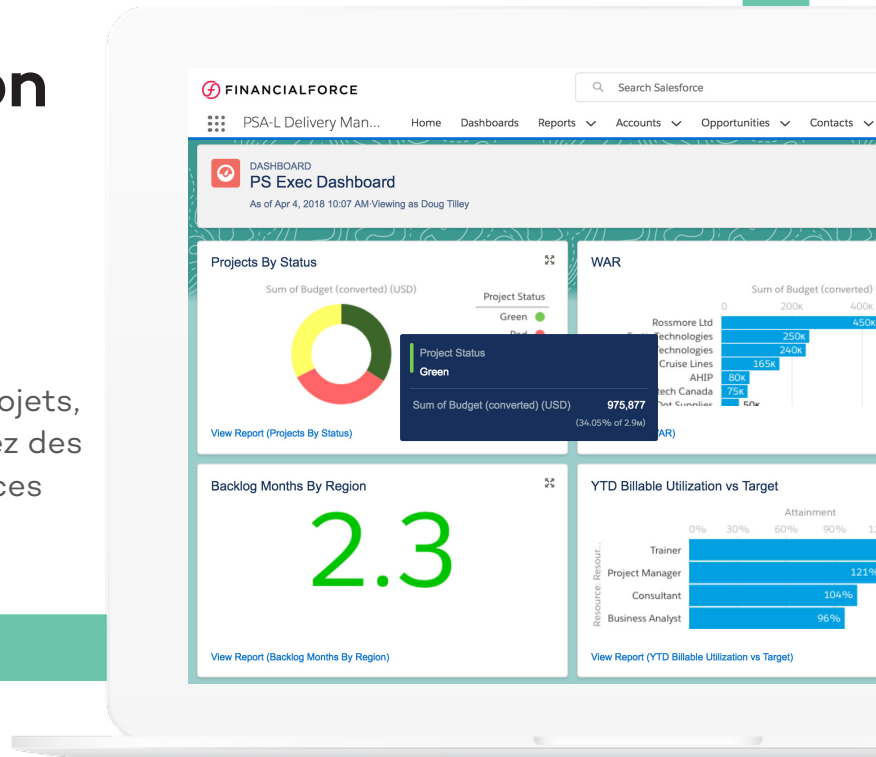 on
ojets,
ez des
ces
FINANCIALFORCE
Search Salesforce
PSA-L Delivery Man...
Home Dashboards Reports Accounts Opportunities Contacts
DASHBOARD
PS Exec Dashboard
As of Apr 4, 2018 10:07 AM·Viewing as Doug Tilley
Projects By Status
Sum of Budget (converted) (USD)
Project Status
Green
Project Status
Green
Sum of Budget (converted) (USD) 975,877
(34.05% of 2.9M)
View Report (Projects By Status)
WAR
Sum of Budget (converted)
0 200K 400K
Rossmore Ltd 450K
Technologies 250K
Technologies 240K
Cruise Lines 165K
AHIP 80K
tech Canada 75K
Dot Supplies 50K
AR)
Backlog Months By Region
2.3
View Report (Backlog Months By Region)
YTD Billable Utilization vs Target
Attainment
0% 30% 60% 90%
Resource: Resour...
Trainer
Project Manager 121%
Consultant 104%
Business Analyst 96%
View Report (YTD Billable Utilization vs Target)